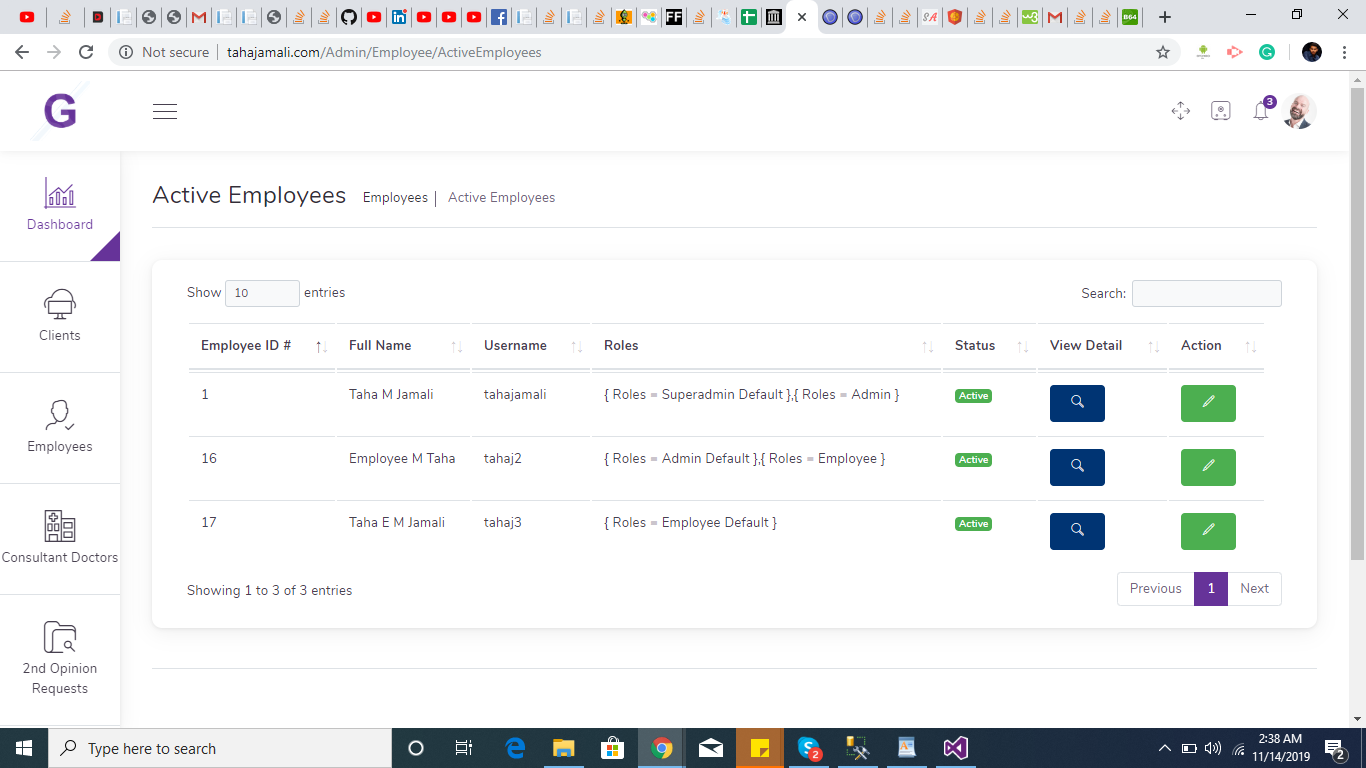 FF
B64
Not secure
tahajamali.com/Admin/Employee/ActiveEmployees
G
3
Dashboard
Clients
Employees
Consultant Doctors
2nd Opinion
Requests
Active Employees Employees | Active Employees
Show 10 entries Search:
Employee ID # Full Name Username Roles Status View Detail Action
1 Taha M Jamali tahajamali { Roles = Superadmin Default },{ Roles = Admin } Active
16 Employee M Taha tahaj2 { Roles = Admin Default },{ Roles = Employee } Active
17 Taha E M Jamali tahaj3 { Roles = Employee Default } Active
Showing 1 to 3 of 3 entries Previous 1 Next
Type here to search
2
2:38 AM
11/14/2019
2